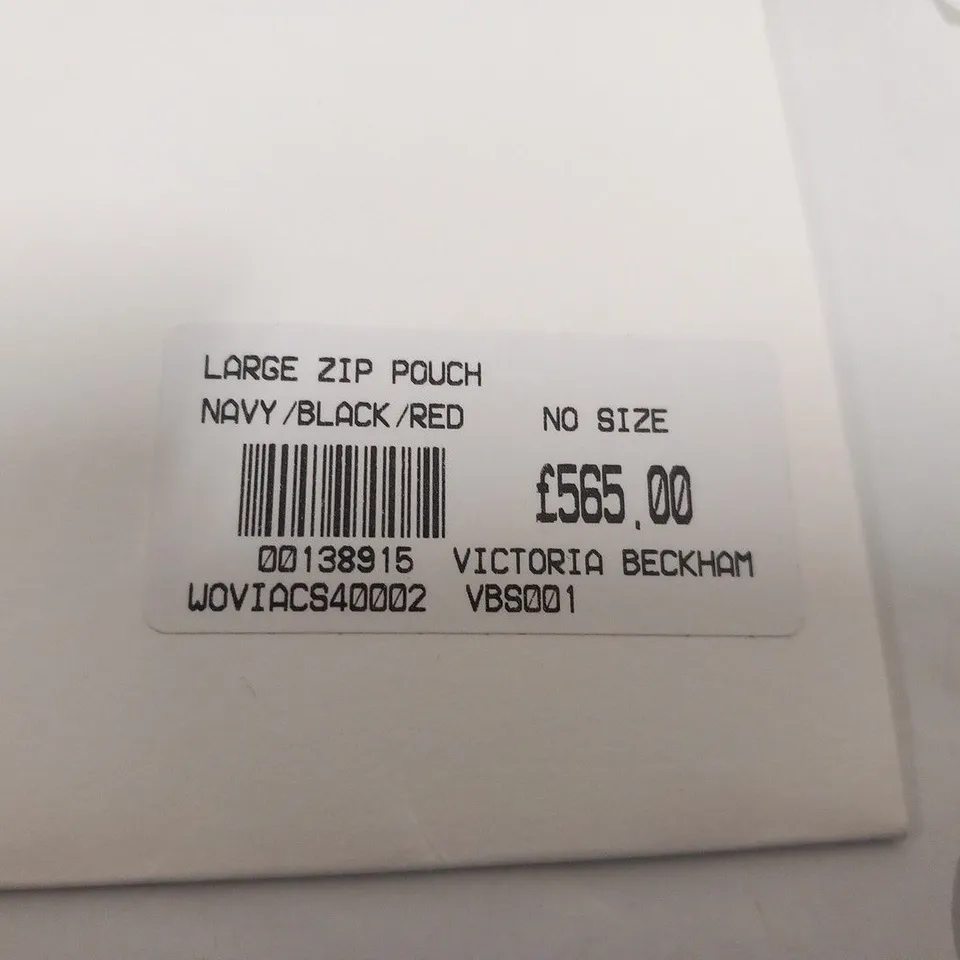 LARGE ZIP POUCH
NAVY/BLACK/RED NO SIZE
£565.00
00138915 VICTORIA BECKHAM
WOVIACS40002 VBS001